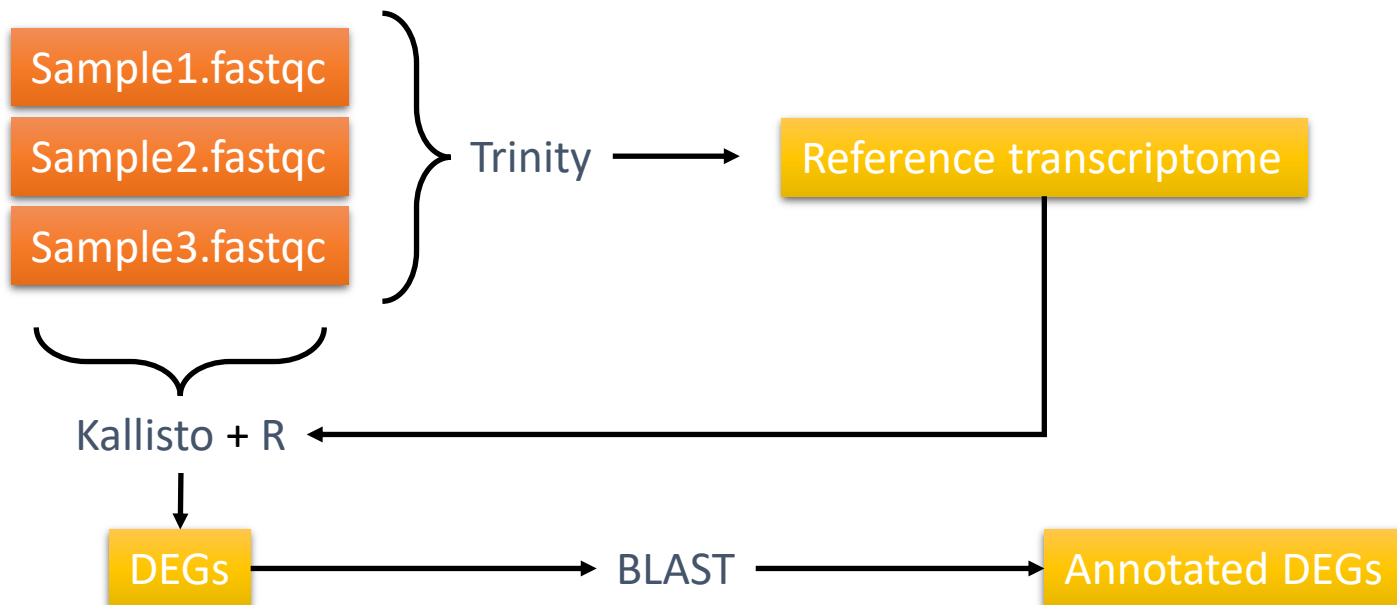 Sample1.fastqc
Sample2.fastqc
Sample3.fastqc
Trinity
Reference transcriptome
Kallisto + R
DEGs
BLAST
Annotated DEGs